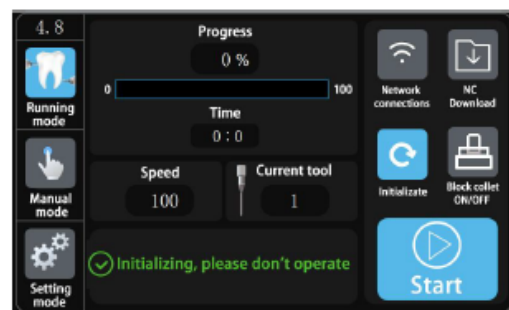 4.8
Running
mode
Manual
mode
Setting
mode
Progress
0 %
0
100
Time
0:0
Speed
100
Current tool
1
Initializing, please don't operate
Network
connections
NC
Download
Initializate
Block collet
ON/OFF
Start